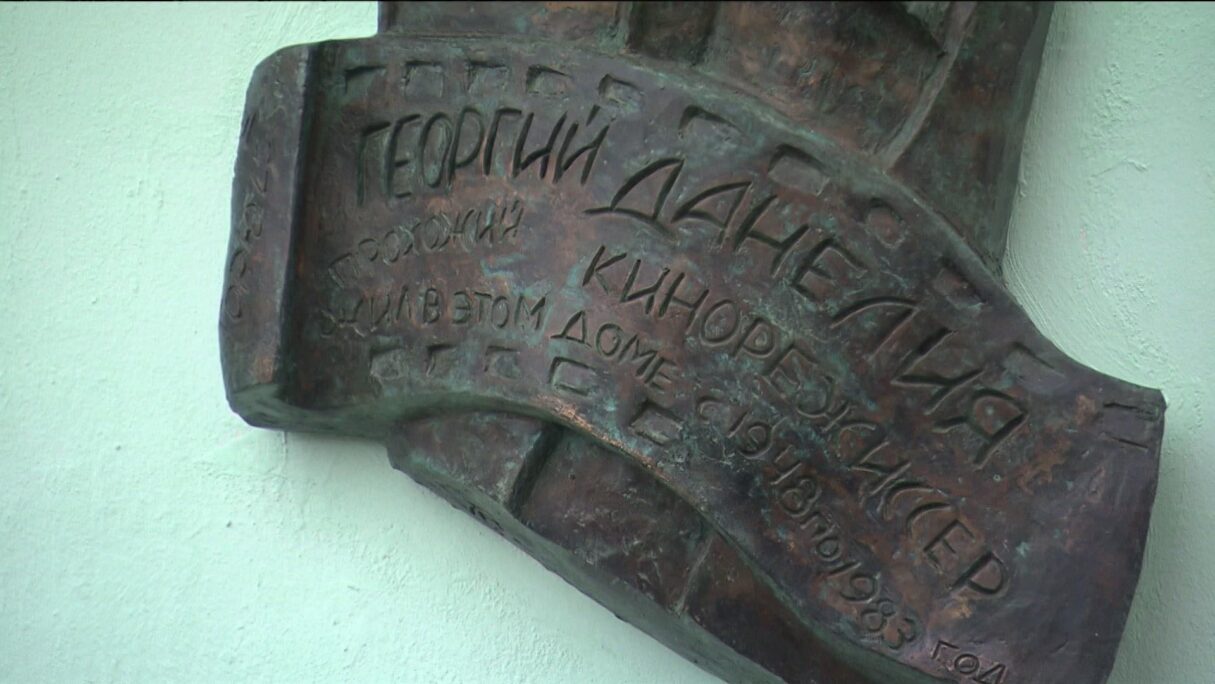 ГЕОРГИЙ ДАНЕЛИЯ
ПРОХОЖИЙ КИНОРЕЖИССЕР
ЖИЛ В ЭТОМ ДОМЕ С 1948 ПО 1983 ГОД